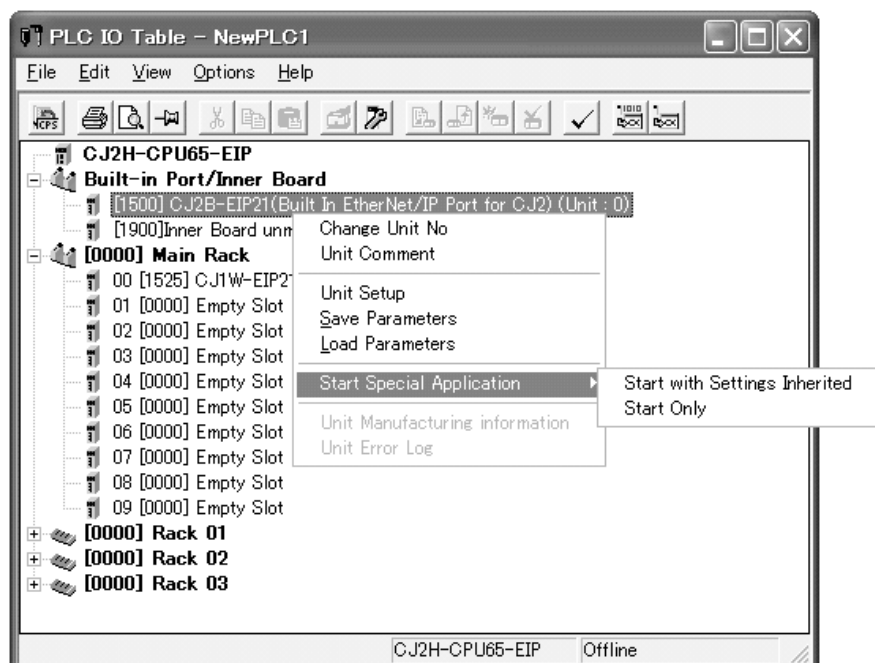 PLC IO Table - NewPLC1
File Edit View Options Help
CJ2H-CPU65-EIP
Built-in Port/Inner Board
[1500] CJ2B-EIP21(Built In EtherNet/IP Port for CJ2) (Unit : 0)
[1900]Inner Board
Change Unit No
Unit Comment
[0000] Main Rack
00 [1525] CJ1W-EIP2
Unit Setup
01 [0000] Empty Slot
Save Parameters
02 [0000] Empty Slot
Load Parameters
03 [0000] Empty Slot
04 [0000] Empty Slot
Start Special Application
Start with Settings Inherited
Start Only
05 [0000] Empty Slot
06 [0000] Empty Slot
Unit Manufacturing information
07 [0000] Empty Slot
Unit Error Log
08 [0000] Empty Slot
09 [0000] Empty Slot
[0000] Rack 01
[0000] Rack 02
[0000] Rack 03
CJ2H-CPU65-EIP Offline